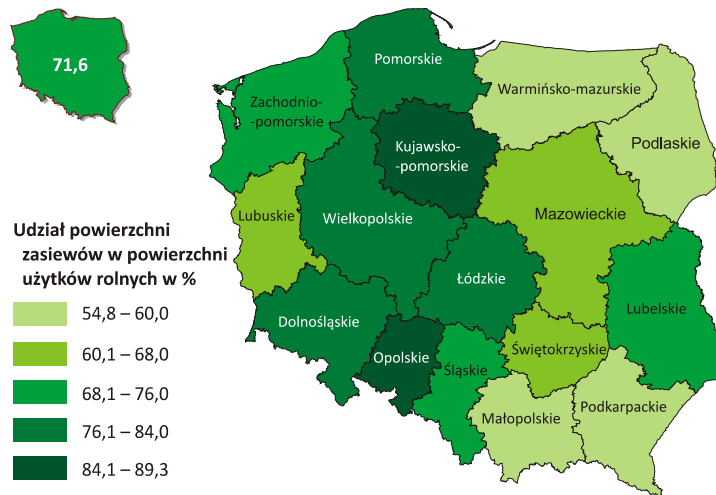 71,6
Pomorskie
Warmińsko-mazurskie
Zachodnio-
-pomorskie
Kujawsko-
-pomorskie
Podlaskie
Lubuskie
Wielkopolskie
Mazowieckie
Udział powierzchni
zasiewów w powierzchni
użytków rolnych w %
54,8 – 60,0
60,1 – 68,0
68,1 – 76,0
76,1 – 84,0
84,1 – 89,3
Łódzkie
Lubelskie
Dolnośląskie
Opolskie
Śląskie
Świętokrzyskie
Małopolskie
Podkarpackie